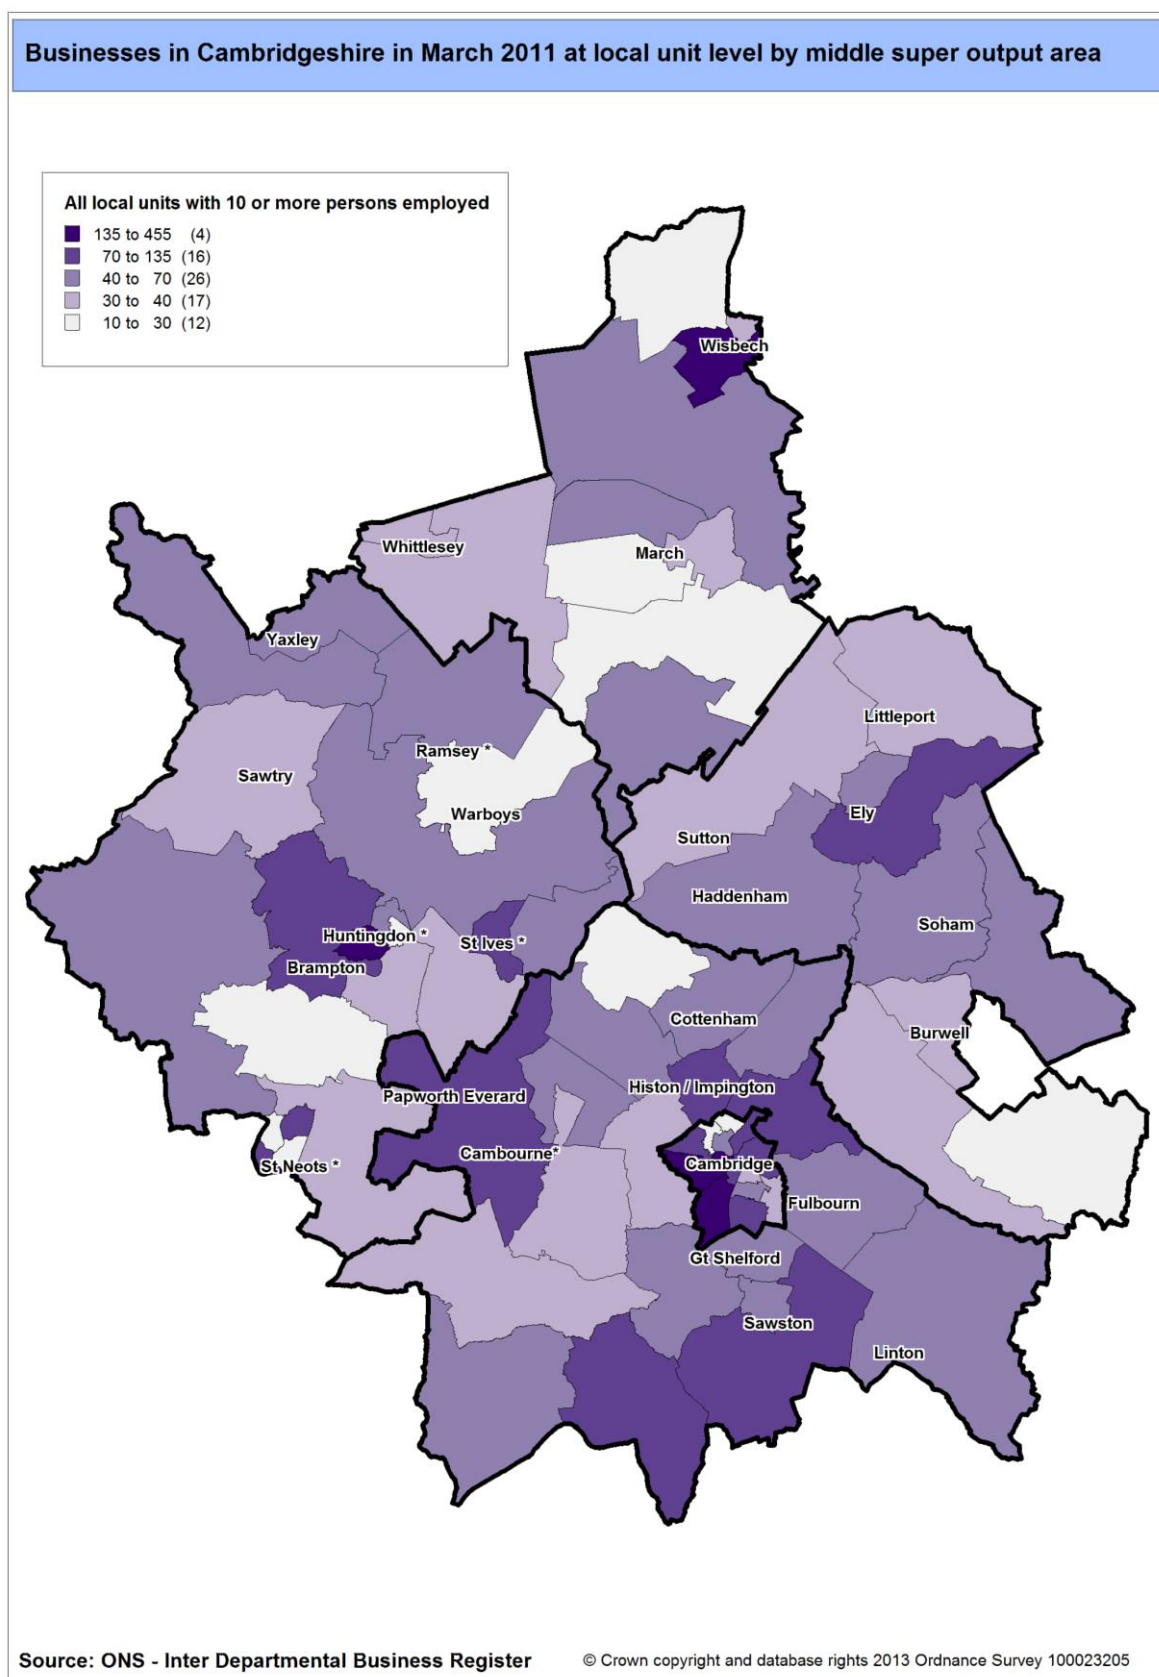 Businesses in Cambridgeshire in March 2011 at local unit level by middle super output area
All local units with 10 or more persons employed
135 to 455 (4)
70 to 135 (16)
40 to 70 (26)
30 to 40 (17)
10 to 30 (12)
Wisbech
Whittlesey
March
Yaxley
Littleport
Ramsey *
Sawtry
Warboys
Ely
Sutton
Haddenham
Soham
Huntingdon *
St Ives *
Brampton
Cottenham
Burwell
Histon / Impington
Papworth Everard
Cambourne*
St Neots *
Cambridge
Fulbourn
Gt Shelford
Sawston
Linton
Source: ONS - Inter Departmental Business Register
© Crown copyright and database rights 2013 Ordnance Survey 100023205